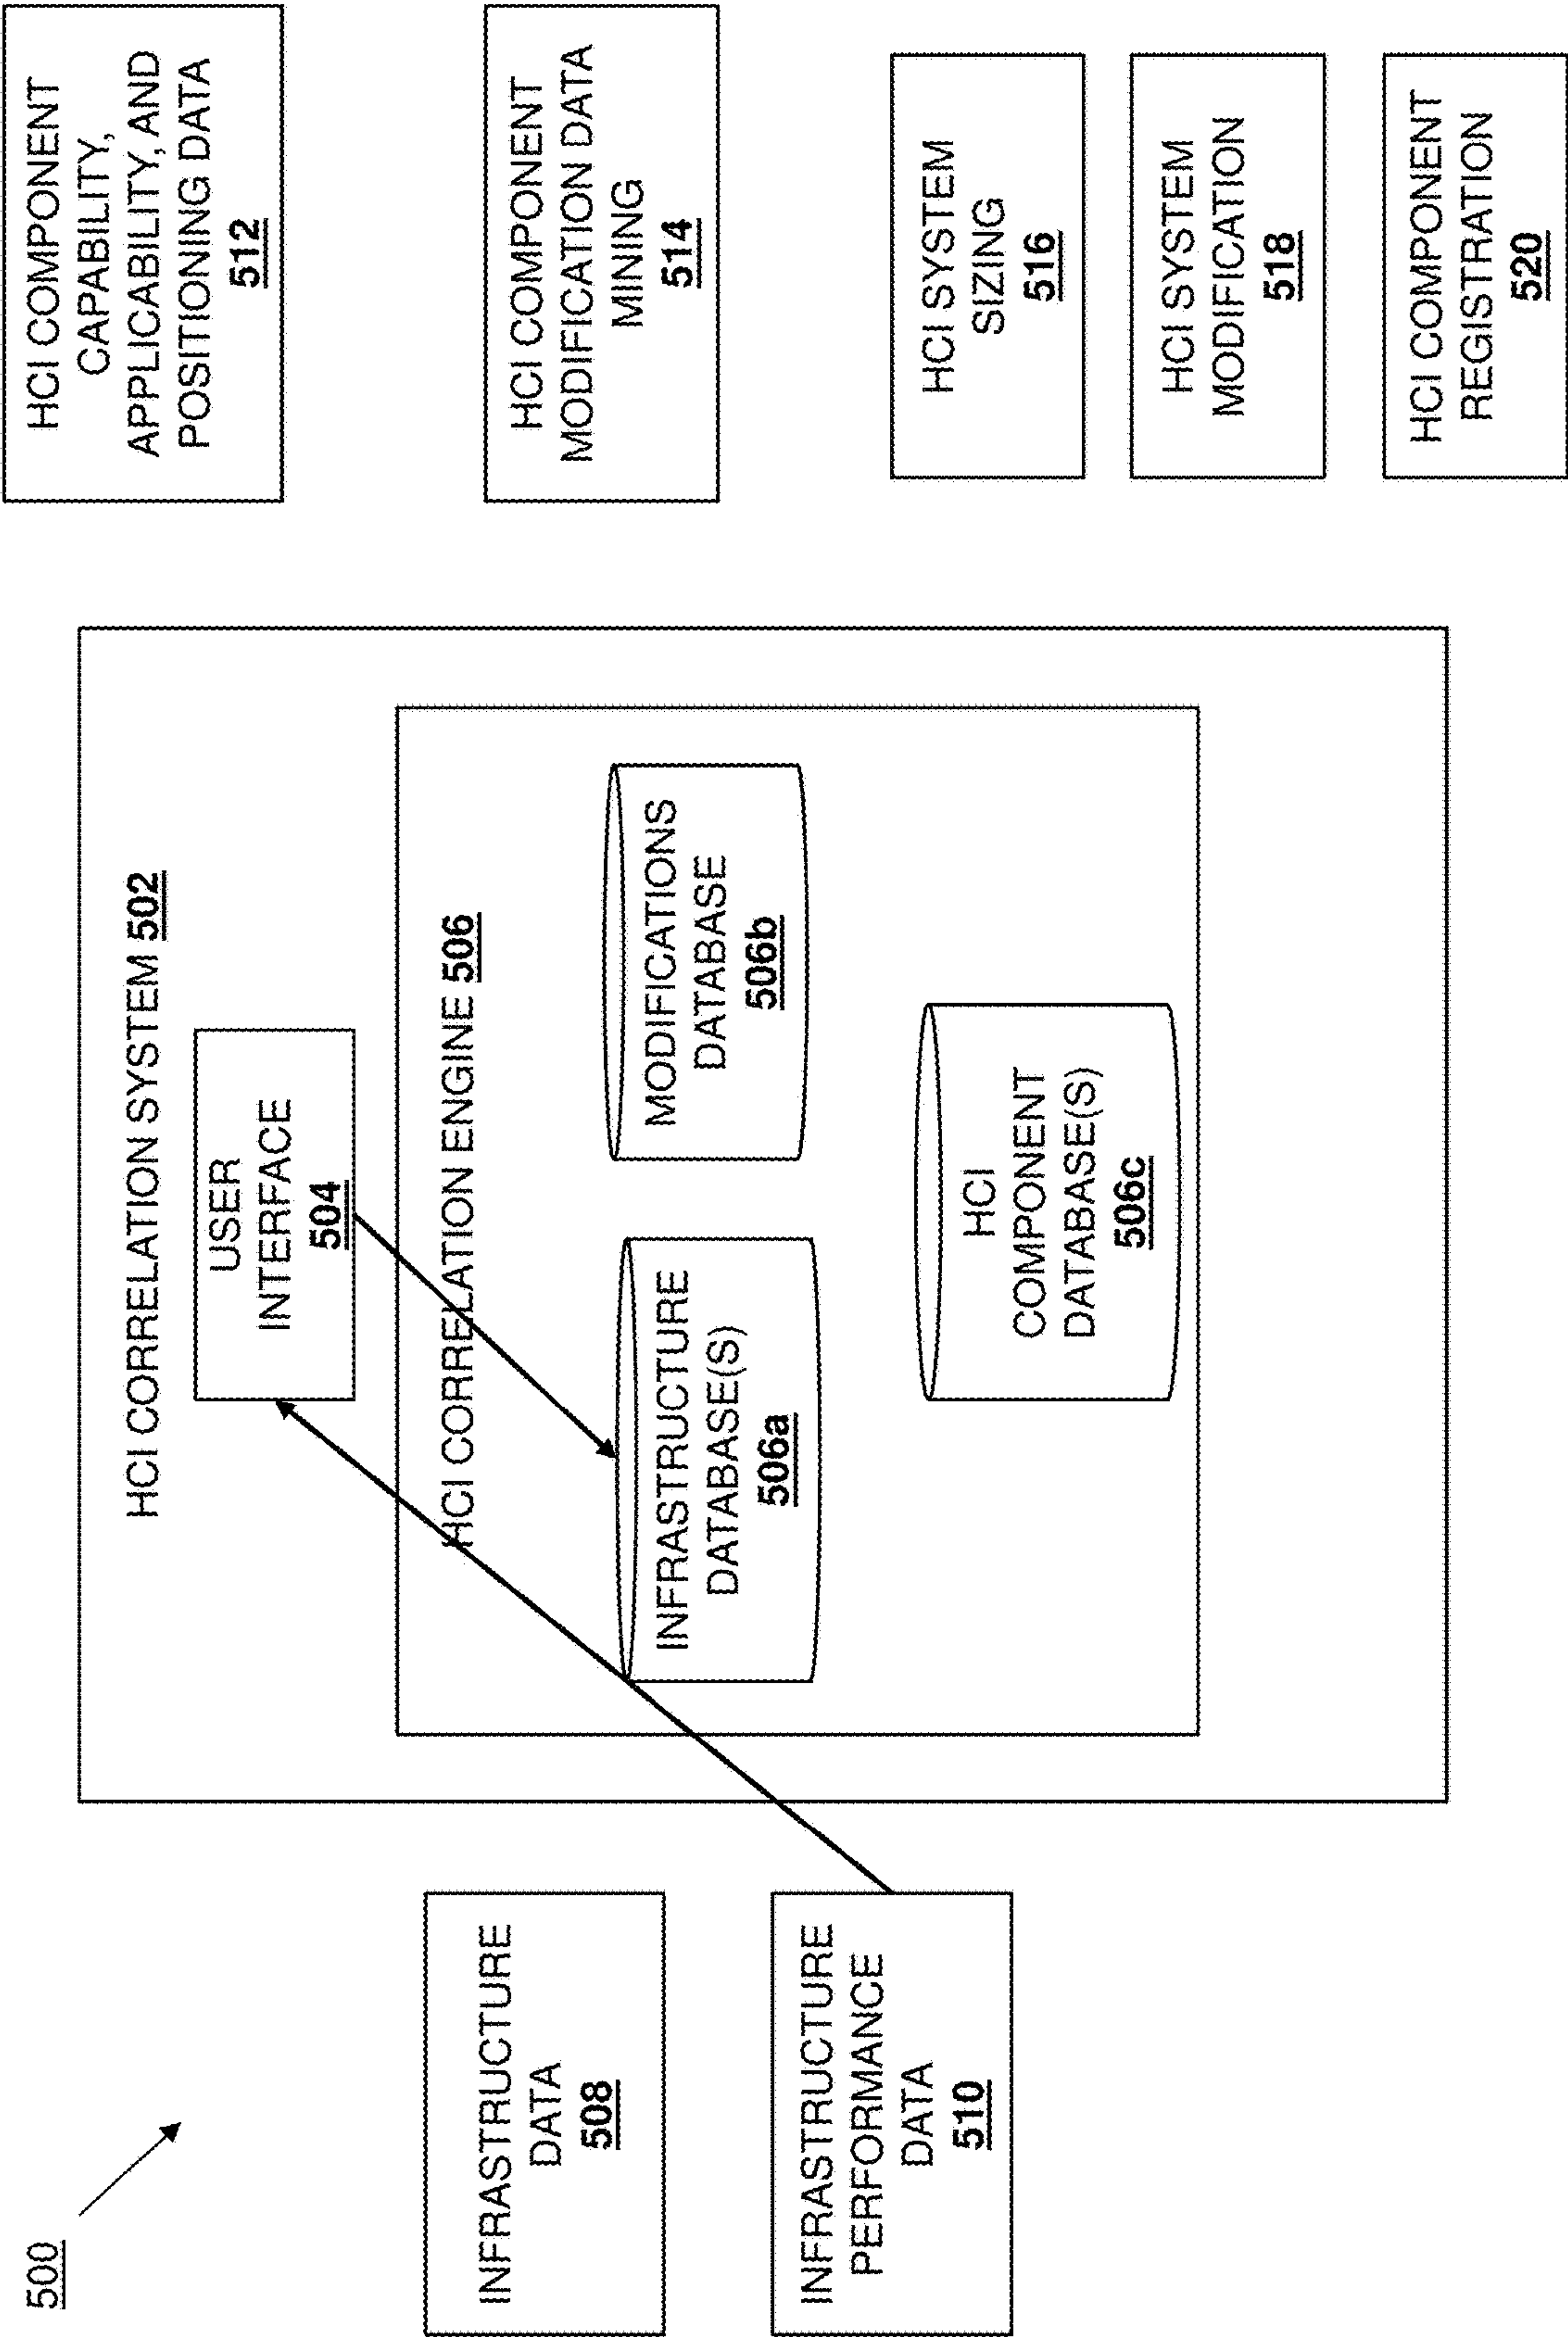 500
HCI CORRELATION SYSTEM 502
USER
INTERFACE
504
HCI CORRELATION ENGINE 506
INFRASTRUCTURE
DATABASE(S)
506a
MODIFICATIONS
DATABASE
506b
HCI
COMPONENT
DATABASE(S)
506c
INFRASTRUCTURE
DATA
508
INFRASTRUCTURE
PERFORMANCE
DATA
510
HCI COMPONENT
CAPABILITY,
APPLICABILITY, AND
POSITIONING DATA
512
HCI COMPONENT
MODIFICATION DATA
MINING
514
HCI SYSTEM
SIZING
516
HCI SYSTEM
MODIFICATION
518
HCI COMPONENT
REGISTRATION
520